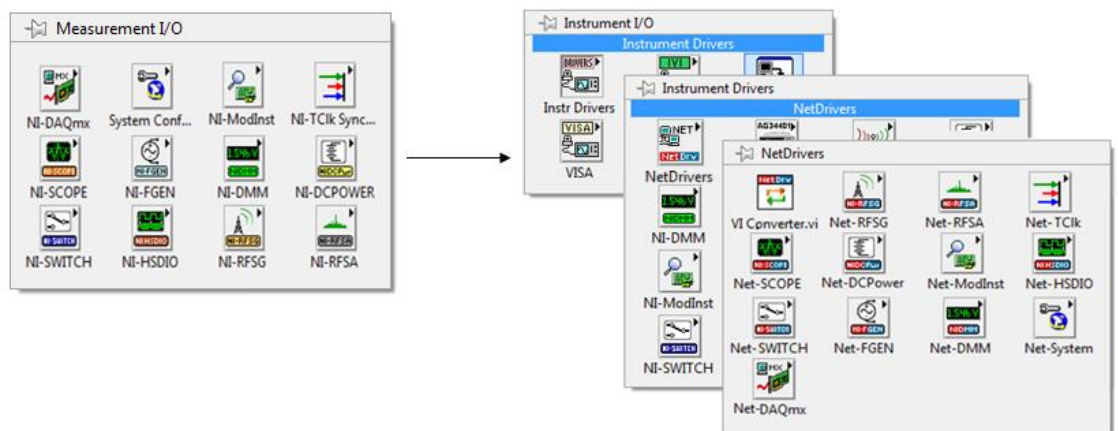 Measurement I/O
NI-DAQmx System Conf... NI-ModInst NI-TClk Sync...
NI-SCOPE NI-FGEN NI-DMM NI-DCPOWER
NI-SWITCH NI-HSDIO NI-RFSG NI-RFSA
Instrument I/O
Instrument Drivers
Instr Drivers
VISA
Instrument Drivers
NetDrivers
NetDrivers
NI-DMM
NI-ModInst
NI-SWITCH
NetDrivers
VI Converter.vi Net-RFSG Net-RFSA Net-TClk
Net-SCOPE Net-DCPower Net-ModInst Net-HSDIO
Net-SWITCH Net-FGEN Net-DMM Net-System
Net-DAQmx